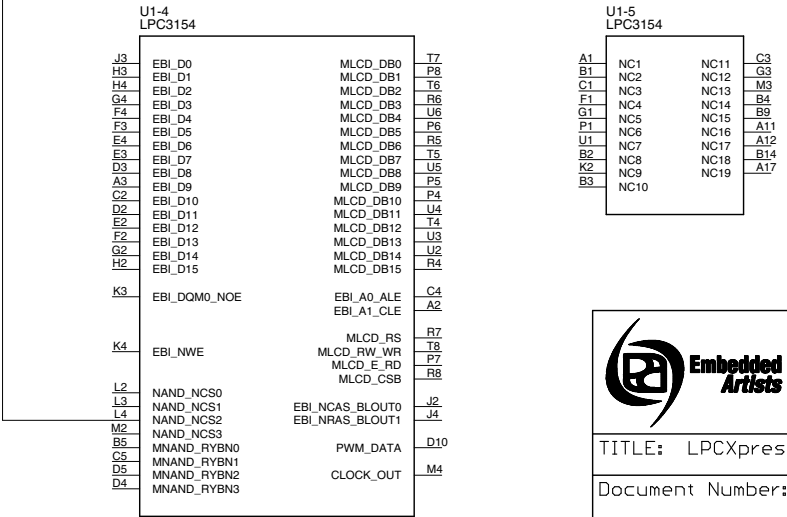 U1-4
LPC3154
J3 EBI_D0 MLCD_DB0 T7
H3 EBI_D1 MLCD_DB1 P8
H4 EBI_D2 MLCD_DB2 T6
G4 EBI_D3 MLCD_DB3 R6
F4 EBI_D4 MLCD_DB4 U6
F3 EBI_D5 MLCD_DB5 P6
E4 EBI_D6 MLCD_DB6 R5
E3 EBI_D7 MLCD_DB7 T5
D3 EBI_D8 MLCD_DB8 U5
A3 EBI_D9 MLCD_DB9 P5
C2 EBI_D10 MLCD_DB10 P4
D2 EBI_D11 MLCD_DB11 U4
E2 EBI_D12 MLCD_DB12 T4
F2 EBI_D13 MLCD_DB13 U3
G2 EBI_D14 MLCD_DB14 U2
H2 EBI_D15 MLCD_DB15 R4
K3 EBI_DQM0_NOE EBI_A0_ALE C4
EBI_A1_CLE A2
MLCD_RS R7
K4 EBI_NWE MLCD_RW_WR T8
MLCD_E_RD P7
MLCD_CSB R8
L2 NAND_NCS0
L3 NAND_NCS1 EBI_NCAS_BLOUT0 J2
L4 NAND_NCS2 EBI_NRAS_BLOUT1 J4
M2 NAND_NCS3
B5 MNAND_RYBN0 PWM_DATA D10
C5 MNAND_RYBN1
D5 MNAND_RYBN2 CLOCK_OUT M4
D4 MNAND_RYBN3
U1-5
LPC3154
A1 NC1 NC11 C3
B1 NC2 NC12 G3
C1 NC3 NC13 M3
F1 NC4 NC14 B4
G1 NC5 NC15 B9
P1 NC6 NC16 A11
U1 NC7 NC17 A12
B2 NC8 NC18 B14
K2 NC9 NC19 A17
B3 NC10
Embedded
Artists
TITLE: LPCXpres
Document Number: